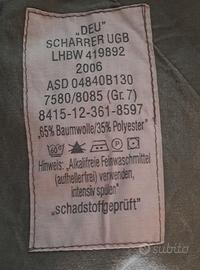 „DEU"
SCHARRER UGB
LHBW 419892
2006
ASD 04840B130
7580/8085 (Gr.7)
8415-12-361-8597
"65% Baumwolle/35% Polyester"
60°
Hinweis: „Alkalifreie Feinwaschmittel
(aufhellerfrei) verwenden,
intensiv spülen"
"schadstoffgeprüft"
subito